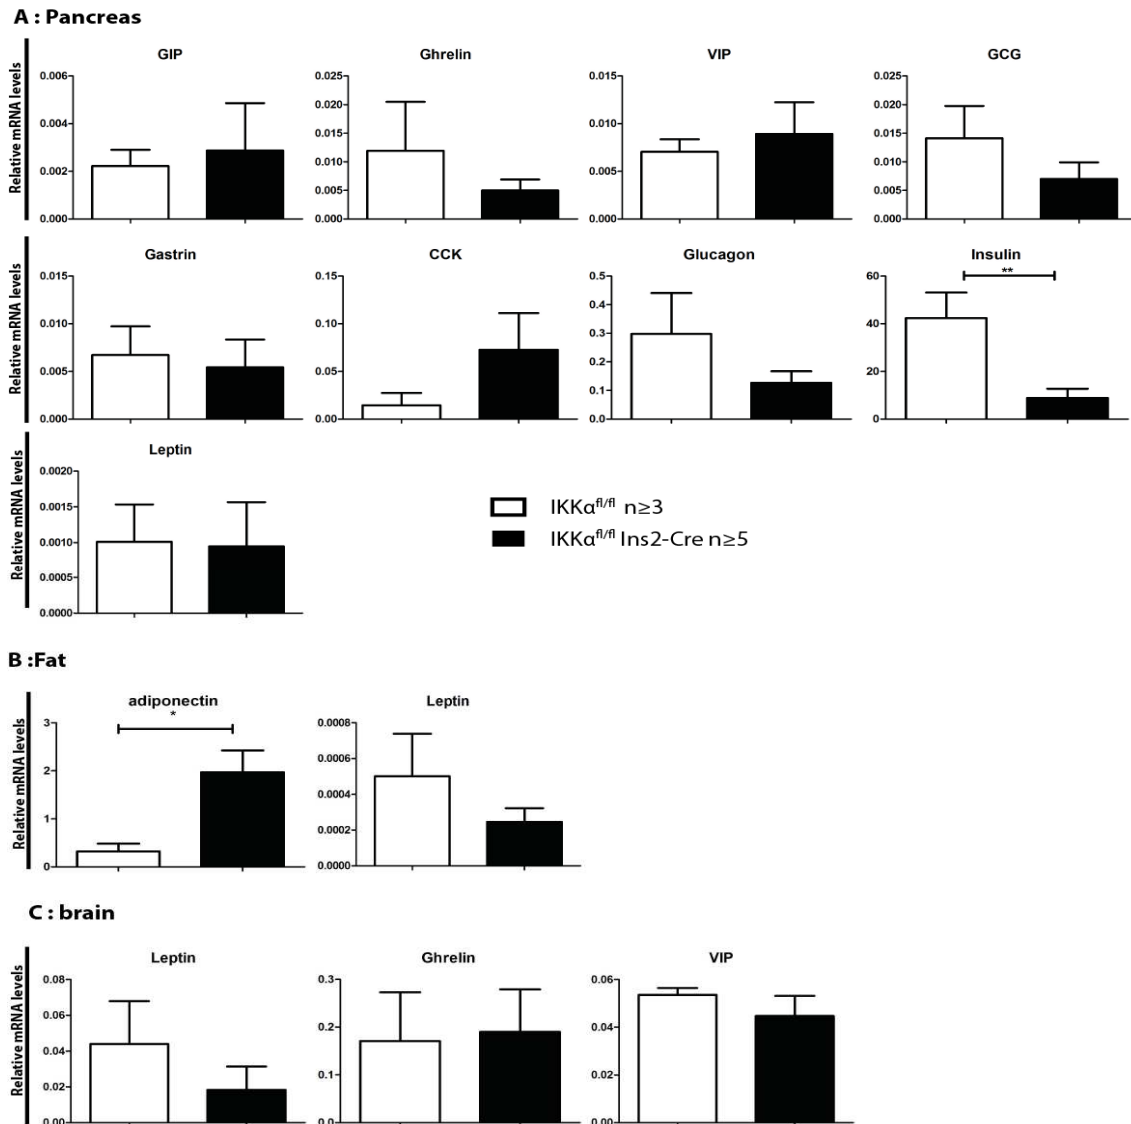 A : Pancreas
GIP
Ghrelin
VIP
GCG
Relative mRNA levels
0.006
0.004
0.002
0.000
0.025
0.020
0.015
0.010
0.005
0.000
0.015
0.010
0.005
0.000
0.025
0.020
0.015
0.010
0.005
0.000
Gastrin
CCK
Glucagon
Insulin
Relative mRNA levels
0.015
0.010
0.005
0.000
0.15
0.10
0.05
0.00
0.5
0.4
0.3
0.2
0.1
0.0
60
40
20
0
**
Leptin
Relative mRNA levels
0.0020
0.0015
0.0010
0.0005
0.0000
IKKα^fl/fl n≥3
IKKα^fl/fl Ins2-Cre n≥5
B :Fat
adiponectin
Leptin
Relative mRNA levels
3
2
1
0
*
0.0008
0.0006
0.0004
0.0002
0.0000
C : brain
Leptin
Ghrelin
VIP
Relative mRNA levels
0.08
0.06
0.04
0.02
0.00
0.3
0.2
0.1
0.0
0.06
0.04
0.02
0.00